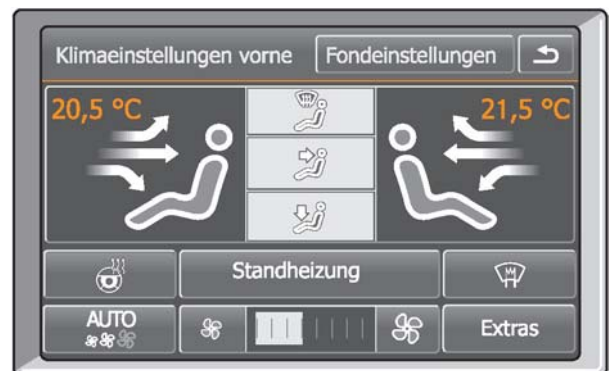 Klimaeinstellungen vorne Fondeinstellungen
20,5 °C 21,5 °C
Standheizung
AUTO Extras